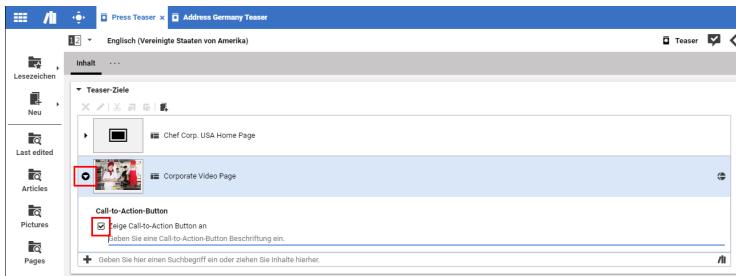 Press Teaser ×
Address Germany Teaser
1 2
Englisch (Vereinigte Staaten von Amerika)
Teaser
Lesezeichen
Inhalt ···
Neu
Teaser-Ziele
Chef Corp. USA Home Page
Last edited
Corporate Video Page
Articles
Call-to-Action-Button
Zeige Call-to-Action Button an
Pictures
Geben Sie eine Call-to-Action-Button Beschriftung ein.
Geben Sie hier einen Suchbegriff ein oder ziehen Sie Inhalte hierher.
Pages